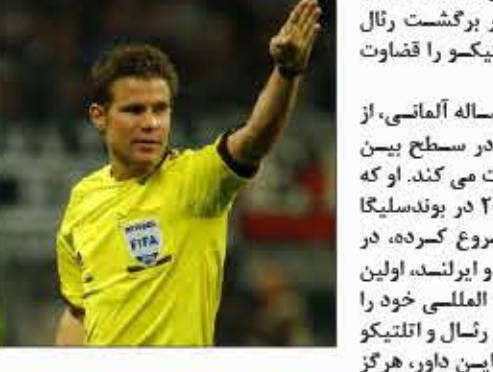 ر برگشت رئال
یکو را قضاوت
ساله آلمانی، از
در سطح بین
ت می کند. او که
۲ در بوندسلیگا
روع کرده، در
و ایرلند، اولین
المللی خود را
رئال و اتلتیکو
ایـن داور، هرگز
FIFA